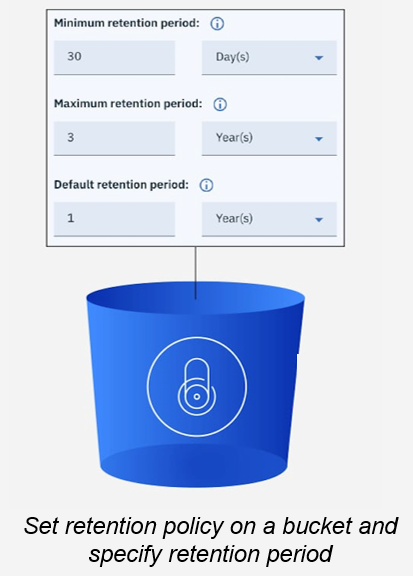 Minimum retention period:
30 Day(s)
Maximum retention period:
3 Year(s)
Default retention period:
1 Year(s)
Set retention policy on a bucket and
specify retention period